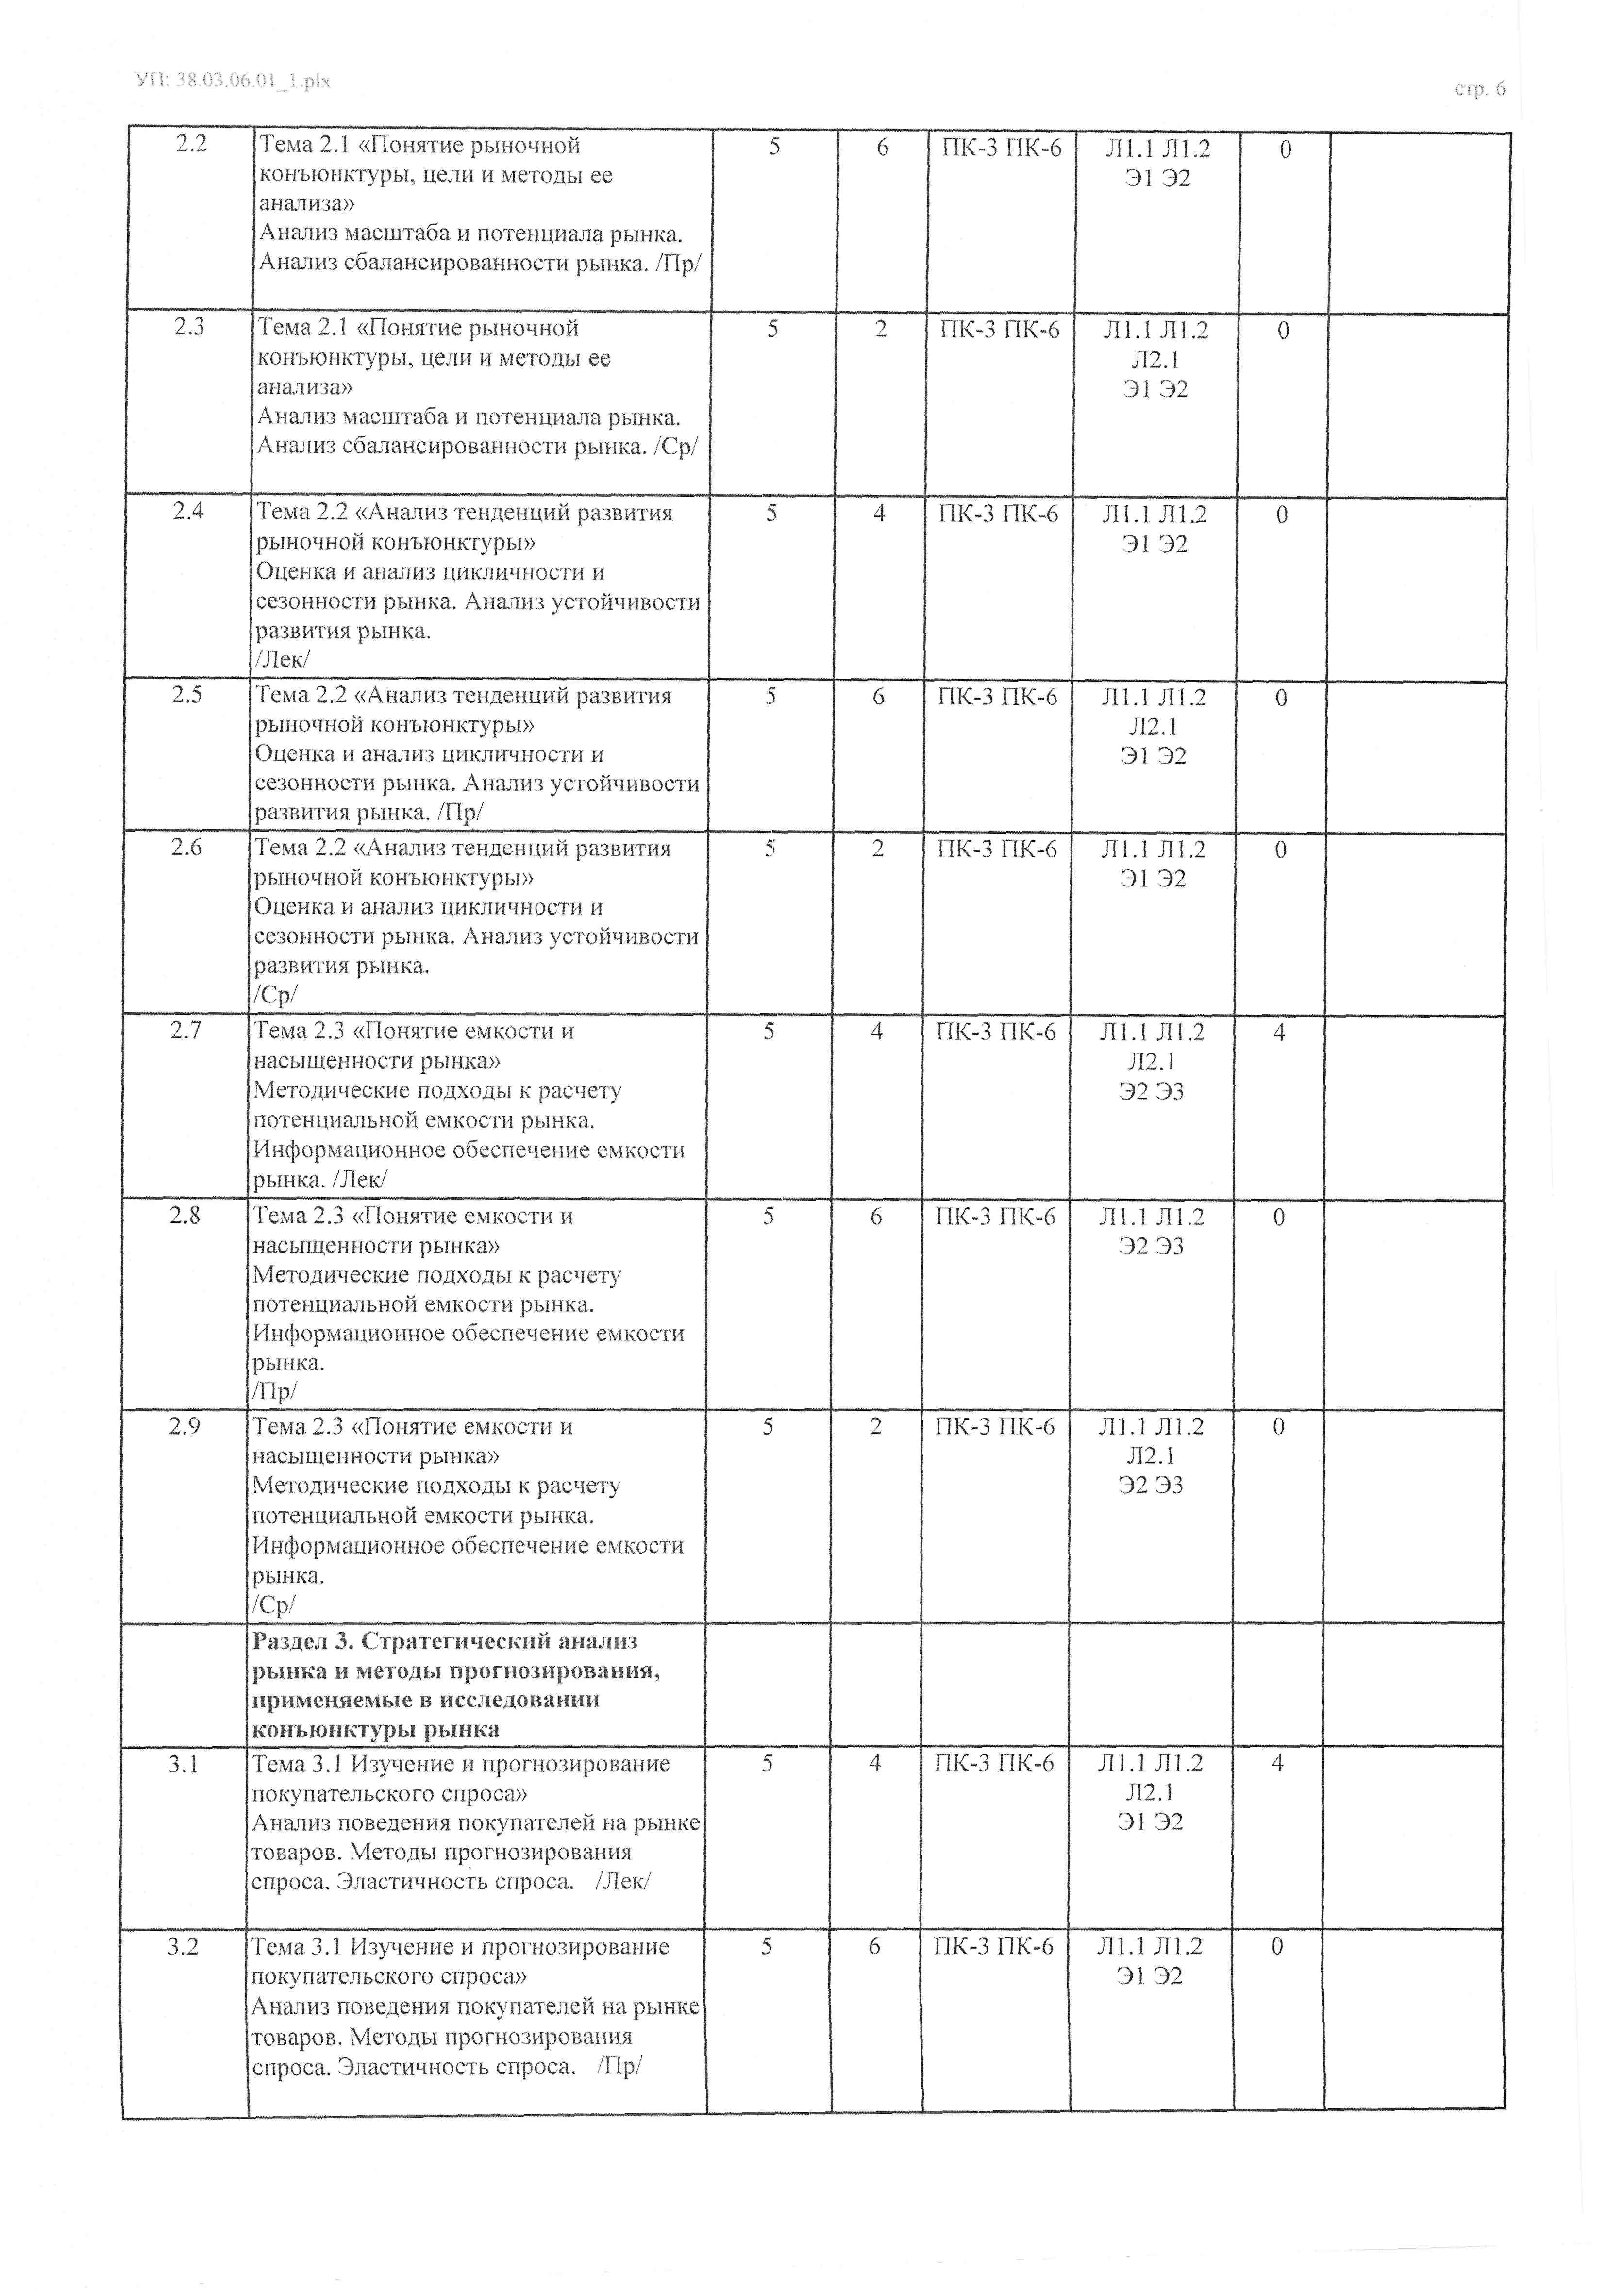 УП: 38.03.06.01_1.plx
стр. 6
2.2 Тема 2.1 «Понятие рыночной 5 6 ПК-3 ПК-6 Л1.1 Л1.2 0
конъюнктуры, цели и методы ее Э1 Э2
анализа»
Анализ масштаба и потенциала рынка.
Анализ сбалансированности рынка. /Пр/
2.3 Тема 2.1 «Понятие рыночной 5 2 ПК-3 ПК-6 Л1.1 Л1.2 0
конъюнктуры, цели и методы ее Л2.1
анализа» Э1 Э2
Анализ масштаба и потенциала рынка.
Анализ сбалансированности рынка. /Ср/
2.4 Тема 2.2 «Анализ тенденций развития 5 4 ПК-3 ПК-6 Л1.1 Л1.2 0
рыночной конъюнктуры» Э1 Э2
Оценка и анализ цикличности и
сезонности рынка. Анализ устойчивости
развития рынка.
/Лек/
2.5 Тема 2.2 «Анализ тенденций развития 5 6 ПК-3 ПК-6 Л1.1 Л1.2 0
рыночной конъюнктуры» Л2.1
Оценка и анализ цикличности и Э1 Э2
сезонности рынка. Анализ устойчивости
развития рынка. /Пр/
2.6 Тема 2.2 «Анализ тенденций развития 5 2 ПК-3 ПК-6 Л1.1 Л1.2 0
рыночной конъюнктуры» Э1 Э2
Оценка и анализ цикличности и
сезонности рынка. Анализ устойчивости
развития рынка.
/Ср/
2.7 Тема 2.3 «Понятие емкости и 5 4 ПК-3 ПК-6 Л1.1 Л1.2 4
насыщенности рынка» Л2.1
Методические подходы к расчету Э2 Э3
потенциальной емкости рынка.
Информационное обеспечение емкости
рынка. /Лек/
2.8 Тема 2.3 «Понятие емкости и 5 6 ПК-3 ПК-6 Л1.1 Л1.2 0
насыщенности рынка» Э2 Э3
Методические подходы к расчету
потенциальной емкости рынка.
Информационное обеспечение емкости
рынка.
/Пр/
2.9 Тема 2.3 «Понятие емкости и 5 2 ПК-3 ПК-6 Л1.1 Л1.2 0
насыщенности рынка» Л2.1
Методические подходы к расчету Э2 Э3
потенциальной емкости рынка.
Информационное обеспечение емкости
рынка.
/Ср/
Раздел 3. Стратегический анализ
рынка и методы прогнозирования,
применяемые в исследовании
конъюнктуры рынка
3.1 Тема 3.1 Изучение и прогнозирование 5 4 ПК-3 ПК-6 Л1.1 Л1.2 4
покупательского спроса» Л2.1
Анализ поведения покупателей на рынке Э1 Э2
товаров. Методы прогнозирования
спроса. Эластичность спроса. /Лек/
3.2 Тема 3.1 Изучение и прогнозирование 5 6 ПК-3 ПК-6 Л1.1 Л1.2 0
покупательского спроса» Э1 Э2
Анализ поведения покупателей на рынке
товаров. Методы прогнозирования
спроса. Эластичность спроса. /Пр/